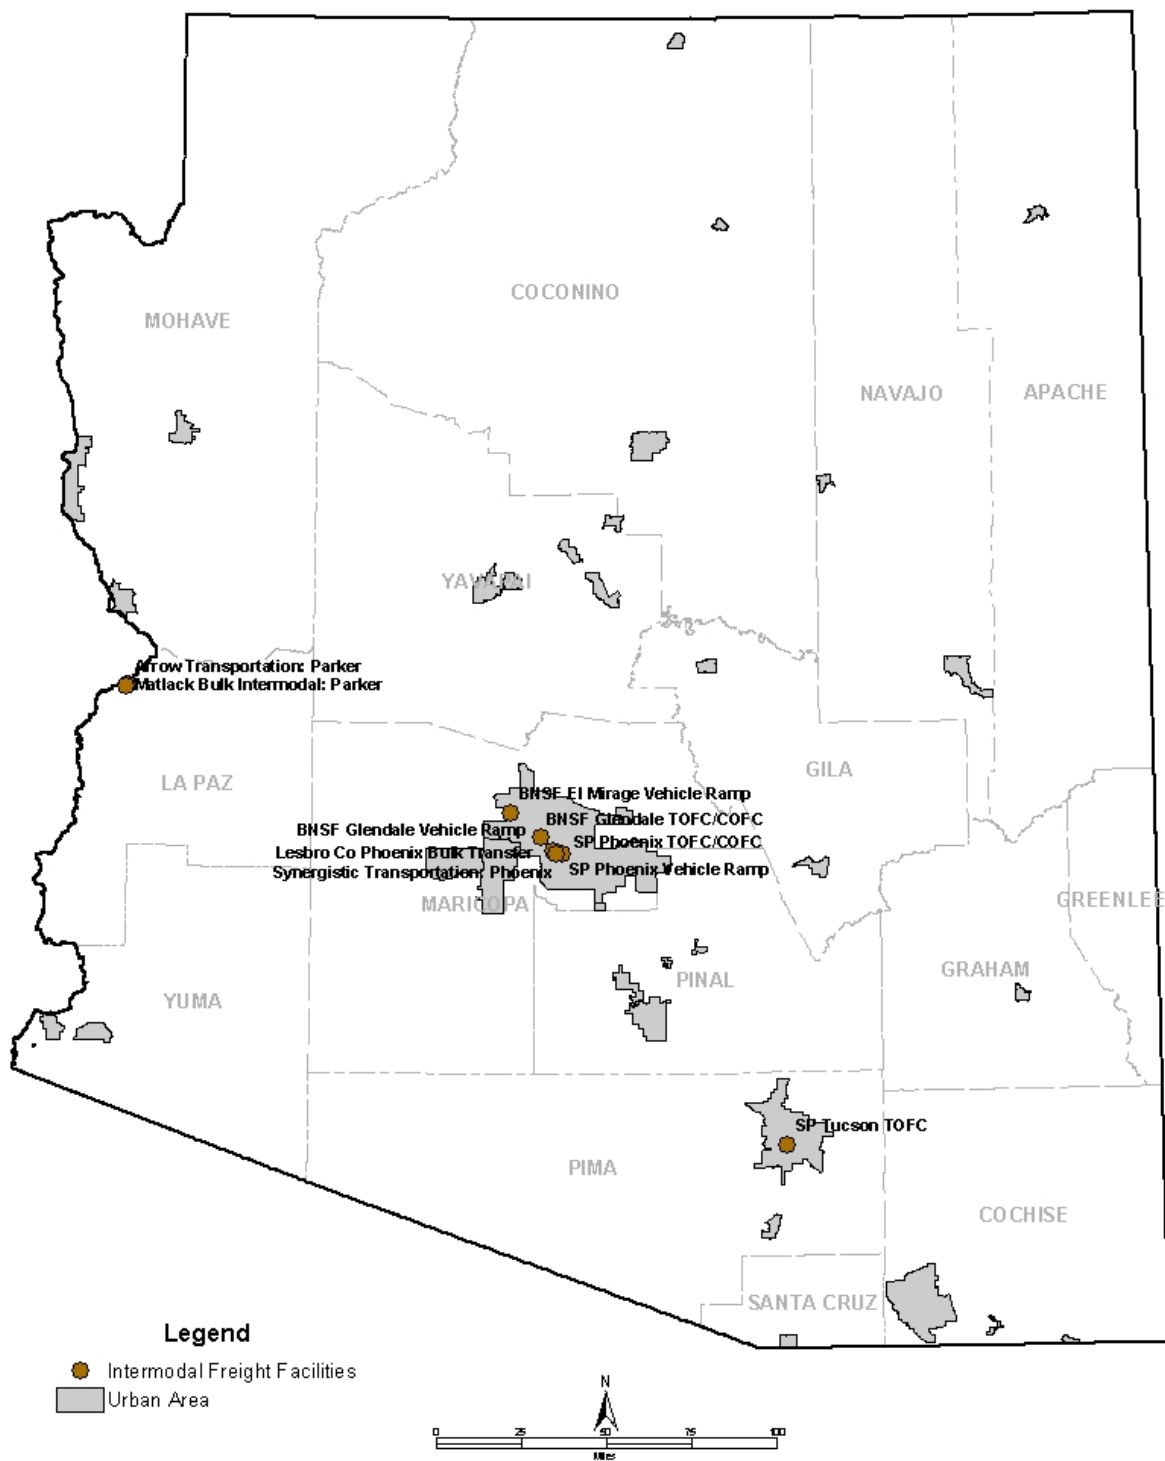 COCONINO
MOHAVE
NAVAJO
APACHE
YAVAPAI
Arrow Transportation: Parker
Matlack Bulk Intermodal: Parker
LA PAZ
GILA
BNSF El Mirage Vehicle Ramp
BNSF Glendale TOFC/COFC
BNSF Glendale Vehicle Ramp
SP Phoenix TOFC/COFC
Lesbro Co Phoenix Bulk Transfer
Synergistic Transportation: Phoenix
SP Phoenix Vehicle Ramp
MARICOPA
GREENLEE
GRAHAM
PINAL
YUMA
SP Tucson TOFC
PIMA
COCHISE
SANTA CRUZ
Legend
Intermodal Freight Facilities
Urban Area
N
0 25 50 75 100
Miles